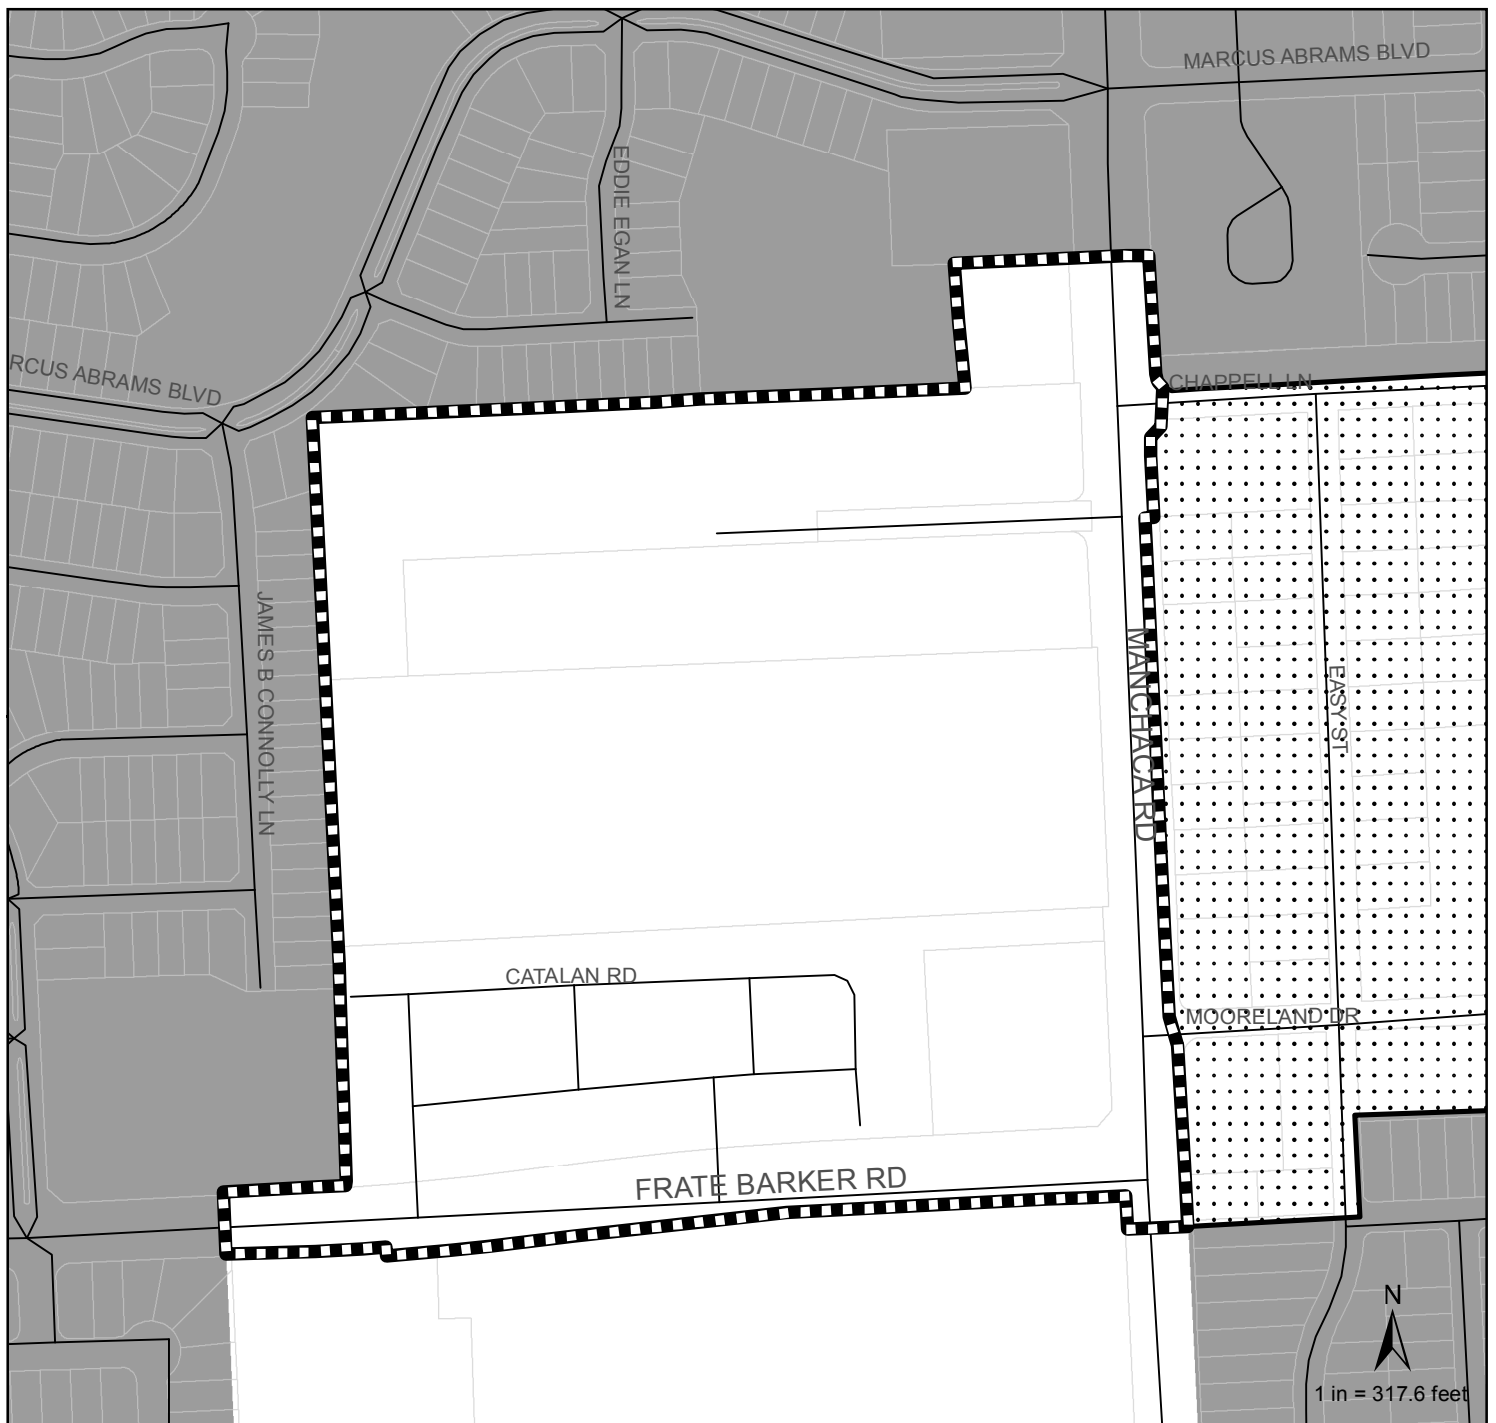 MARCUS ABRAMS BLVD
EDDIE EGAN LN
RCUS ABRAMS BLVD
CHAPPELL LN
JAMES B CONNOLLY LN
MANCHACA RD
EASY ST
CATALAN RD
MOORELAND DR
FRATE BARKER RD
N
1 in = 317.6 feet